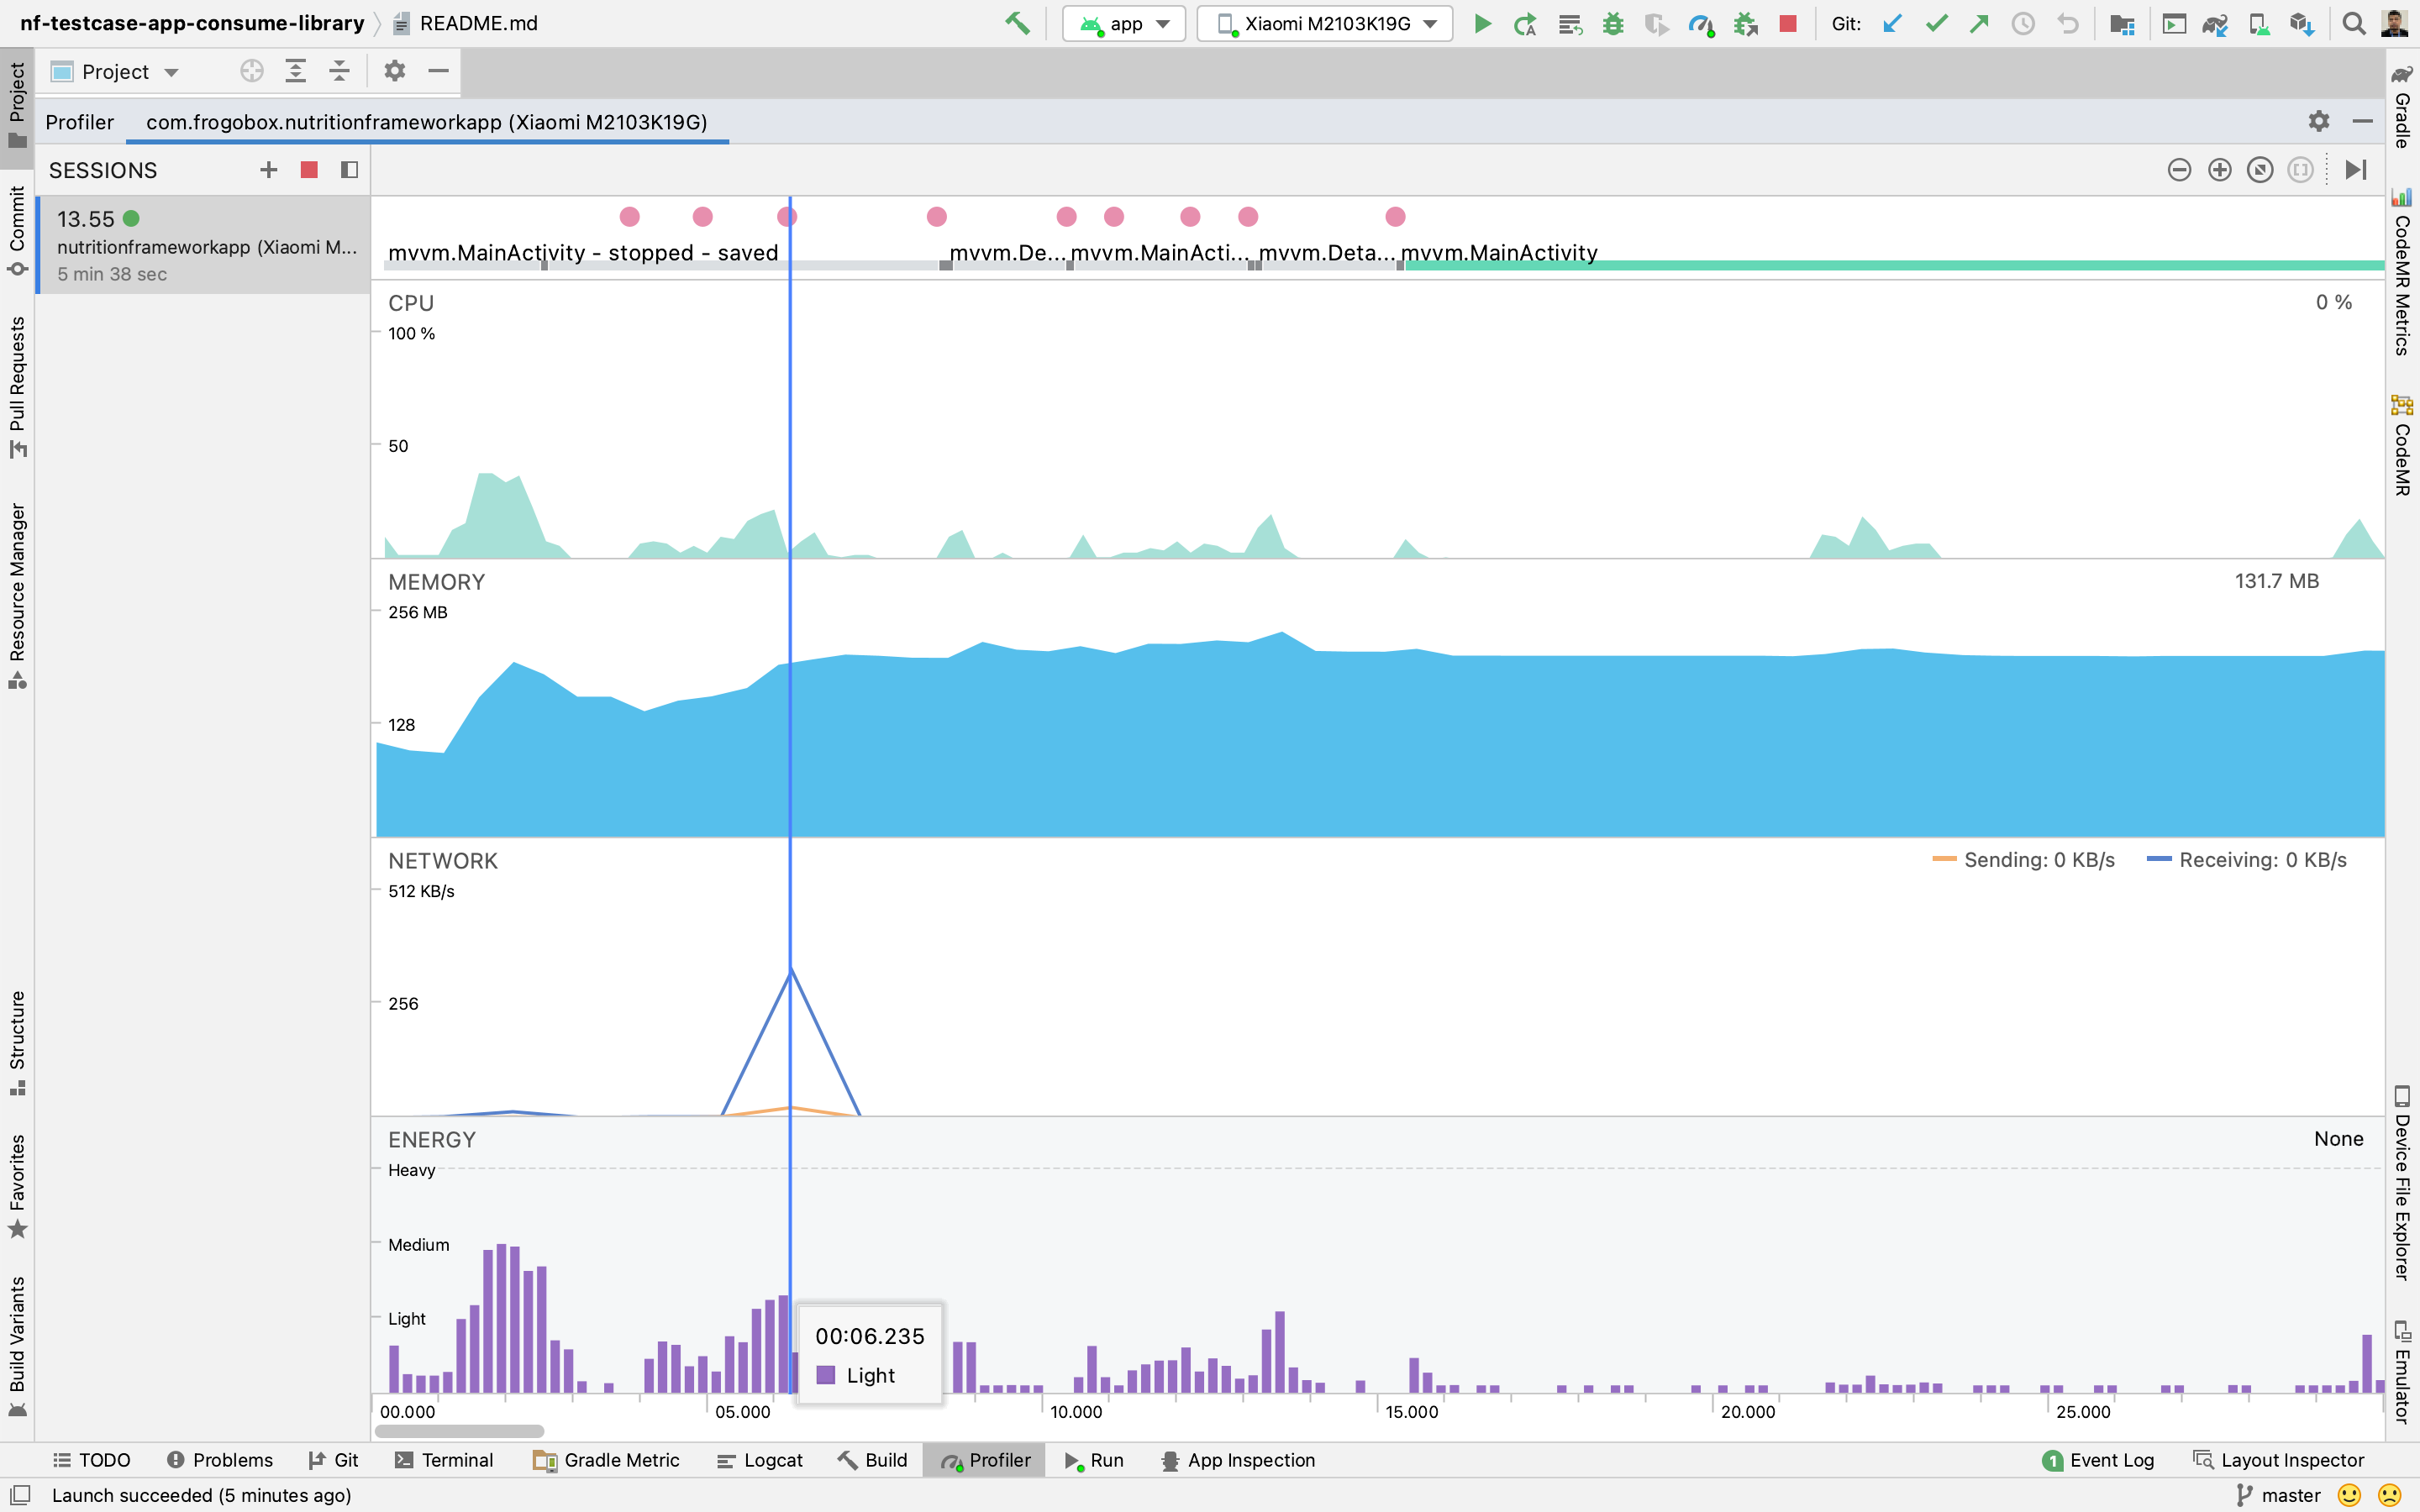 nf-testcase-app-consume-library README.md app Xiaomi M2103K19G Git:
Project
Profiler com.frogobox.nutritionframeworkapp (Xiaomi M2103K19G)
SESSIONS
13.55
nutritionframeworkapp (Xiaomi M...
5 min 38 sec
mvvm.MainActivity - stopped - saved mvvm.De... mvvm.MainActi... mvvm.Deta... mvvm.MainActivity
CPU 0 %
100 %
50
MEMORY 131.7 MB
256 MB
128
NETWORK Sending: 0 KB/s Receiving: 0 KB/s
512 KB/s
256
ENERGY None
Heavy
Medium
Light
00:06.235
Light
00.000 05.000 10.000 15.000 20.000 25.000
Project
Commit
Pull Requests
Resource Manager
Structure
Favorites
Build Variants
Gradle
CodeMR Metrics
CodeMR
Device File Explorer
Emulator
TODO Problems Git Terminal Gradle Metric Logcat Build Profiler Run App Inspection 1 Event Log Layout Inspector
Launch succeeded (5 minutes ago) master